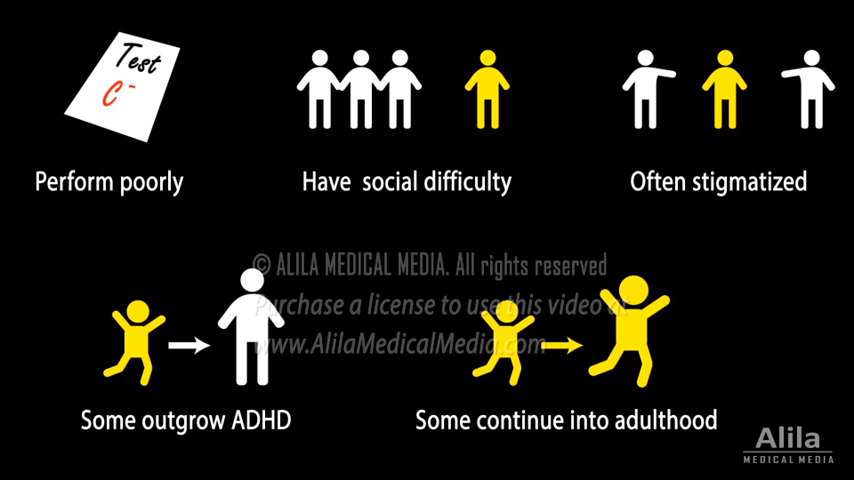 Test
C-
Perform poorly
Have social difficulty
Often stigmatized
© ALILA MEDICAL MEDIA. All rights reserved
Purchase a license to use this video at
www.AlilaMedicalMedia.com
Some outgrow ADHD
Some continue into adulthood
Alila
MEDICAL MEDIA